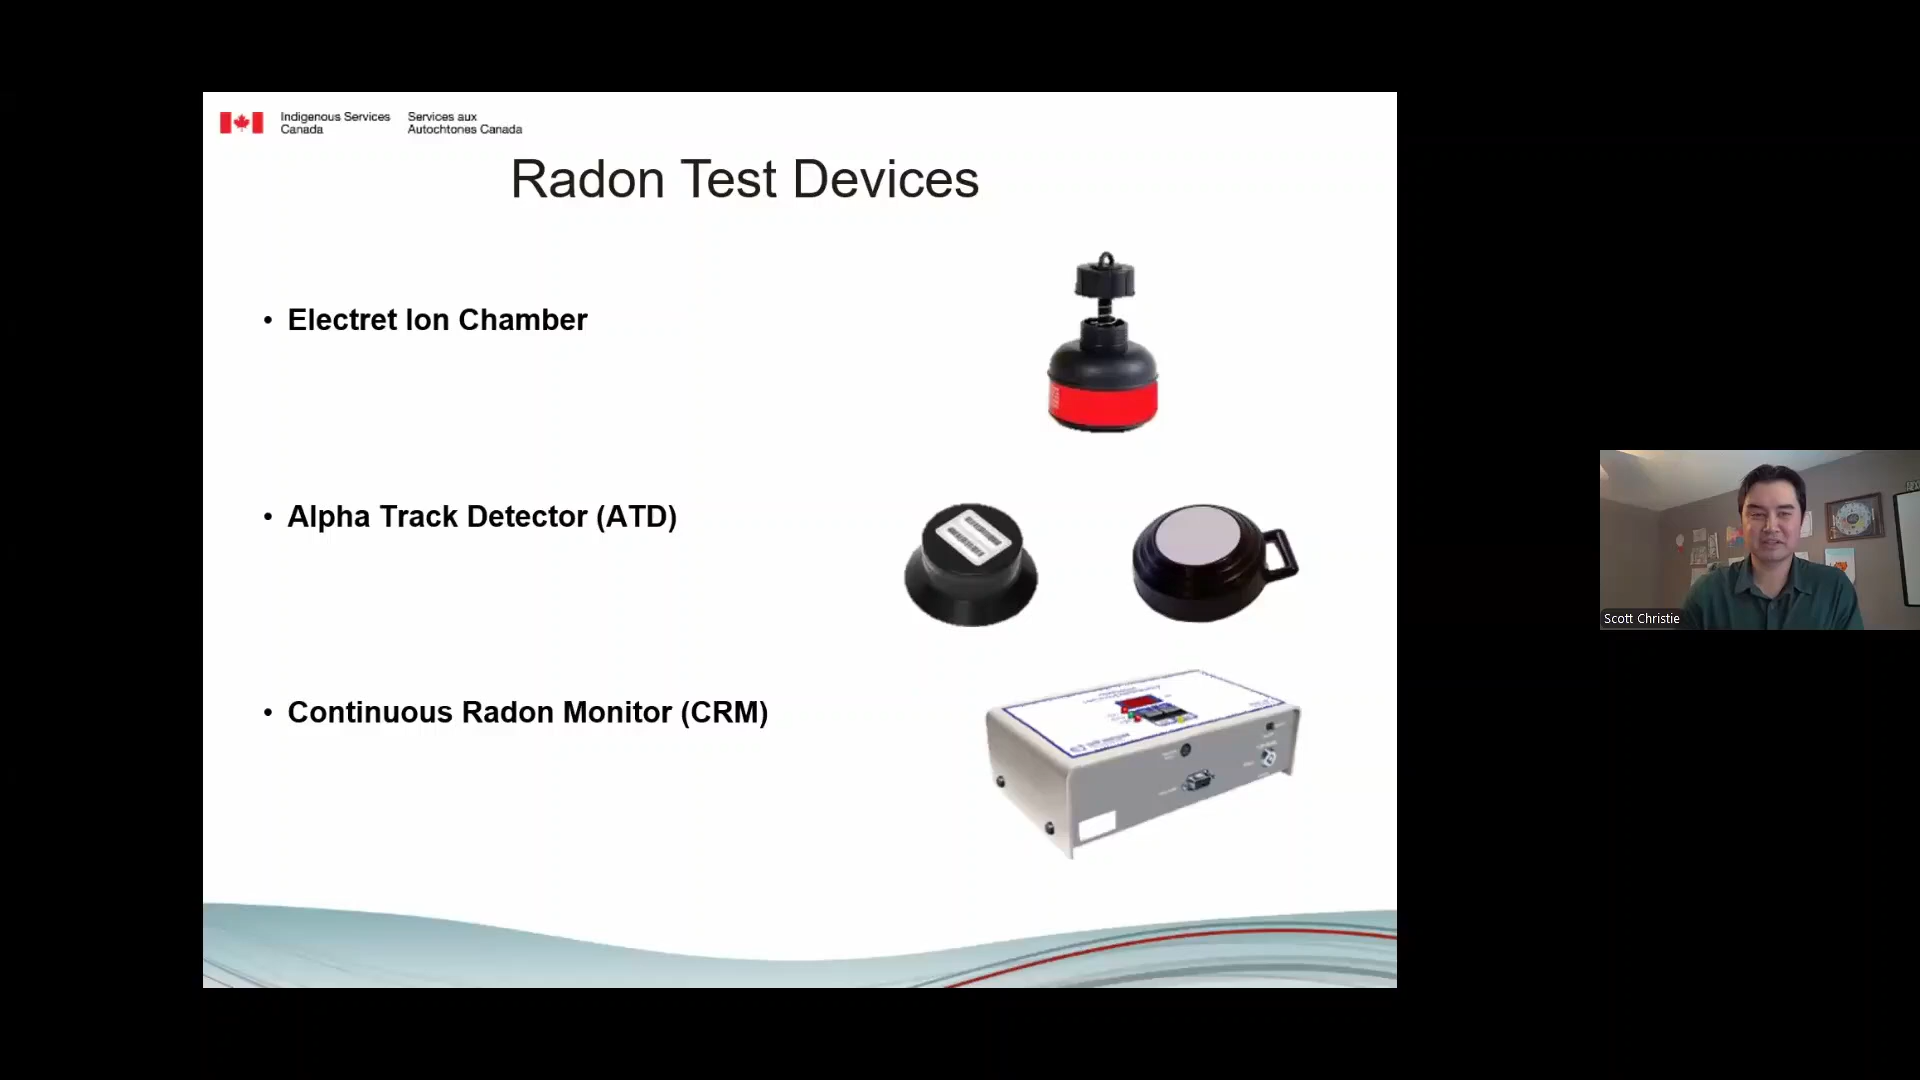 Indigenous Services
Canada
Services aux
Autochtones Canada
Radon Test Devices
• Electret Ion Chamber
• Alpha Track Detector (ATD)
• Continuous Radon Monitor (CRM)
Scott Christie